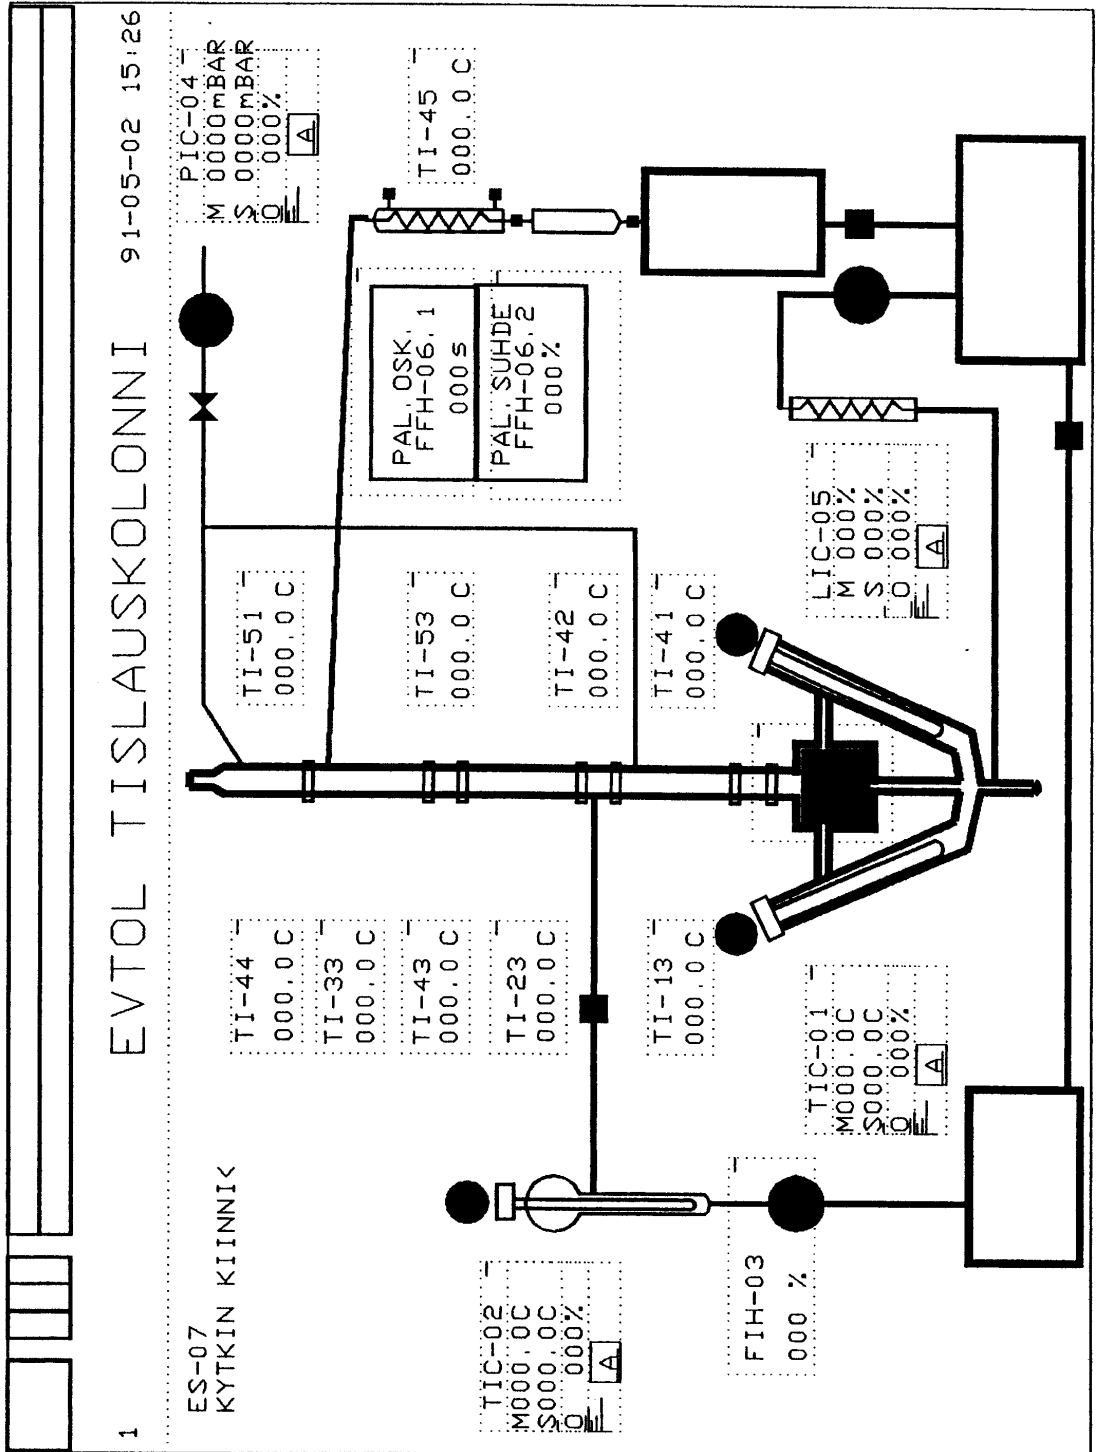 1 EVTOL TISLAUSKOLONNI 91-05-02 15:26
ES-07
KYTKIN KIINNI<
PIC-04
M 0000mBAR
S 0000mBAR
O 000%
A
TI-44
000.0 C
TI-51
000.0 C
TI-33
000.0 C
TI-43
000.0 C
TI-53
000.0 C
TI-45
000.0 C
PAL. OSK.
FFH-06.1
000s
PAL. SUHDE
FFH-06.2
000%
TIC-02
M000.0C
S000.0C
O 000%
A
TI-23
000.0 C
TI-42
000.0 C
TI-13
000.0 C
TI-41
000.0 C
FIH-03
000 %
TIC-01
M000.0C
S000.0C
O 000%
A
LIC-05
M 000%
S 000%
O 000%
A